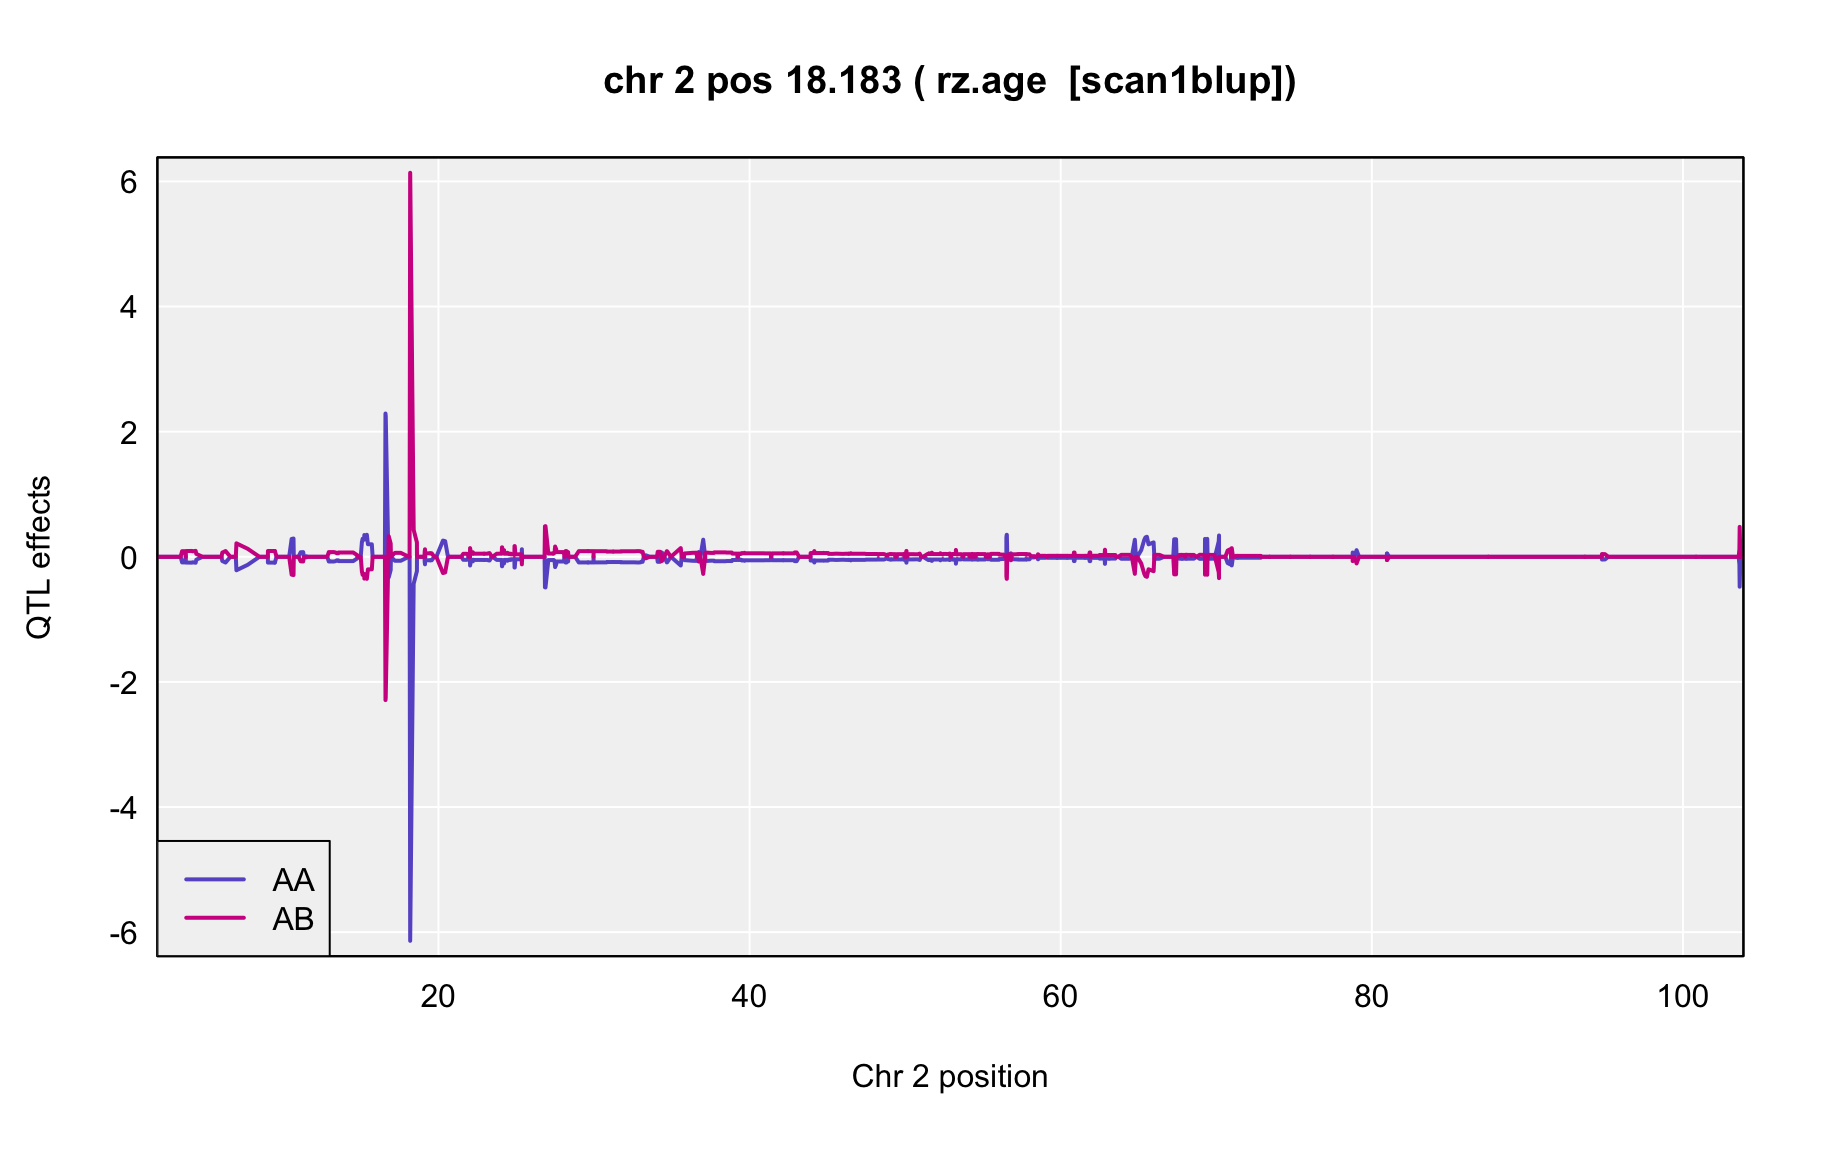 chr 2 pos 18.183 ( rz.age  [scan1blup])
QTL effects
6
4
2
0
-2
-4
-6
AA
AB
20 40 60 80 100
Chr 2 position